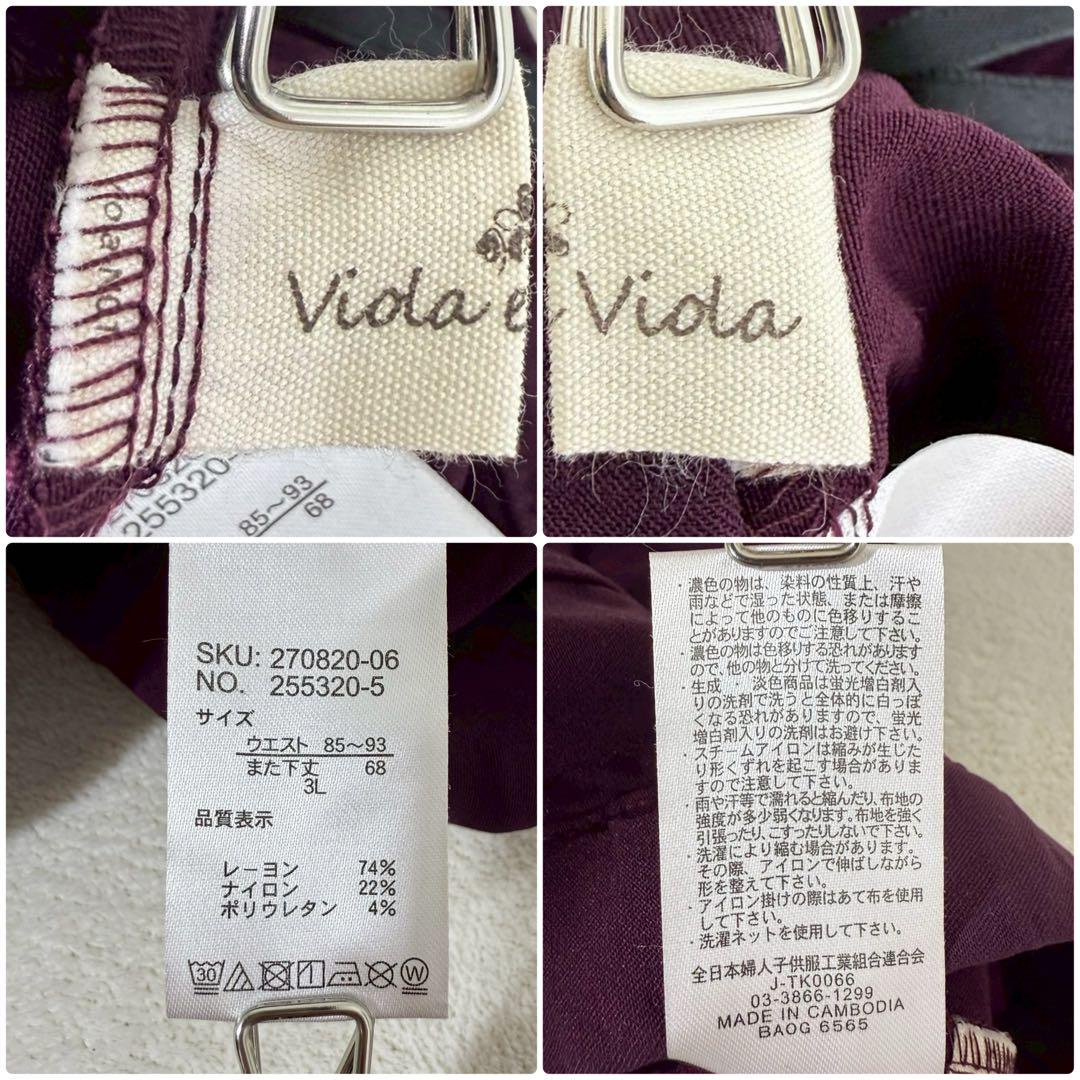 Viola e
Viola
255320-
85～93
68
SKU: 270820-06
NO. 255320-5
サイズ
ウエスト 85～93
また下丈 68
3L
品質表示
レーヨン 74%
ナイロン 22%
ポリウレタン 4%
30
W
・濃色の物は、染料の性質上、汗や
雨などで湿った状態、または摩擦
によって他のものに色移りするこ
とがありますのでご注意して下さい。
・濃色の物は色移りする恐れがあります
ので、他の物と分けて洗ってください。
・生成 淡色商品は蛍光増白剤入
りの洗剤で洗うと全体的に白っぽ
くなる恐れがありますので、蛍光
増白剤入りの洗剤はお避け下さい。
・スチームアイロンは縮みが生じた
り形くずれを起こす場合がありま
すので注意して下さい。
・雨や汗等で濡れると縮んだり、布地の
強度が多少弱くなります。布地を強く
引張ったり、こすったりしないで下さい。
・洗濯により縮む場合があります。
その際、アイロンで伸ばしながら
形を整えて下さい。
・アイロン掛けの際はあて布を使用
して下さい。
・洗濯ネットを使用して下さい。
全日本婦人子供服工業組合連合会
J-TK0066
03-3866-1299
MADE IN CAMBODIA
BAOG 6565